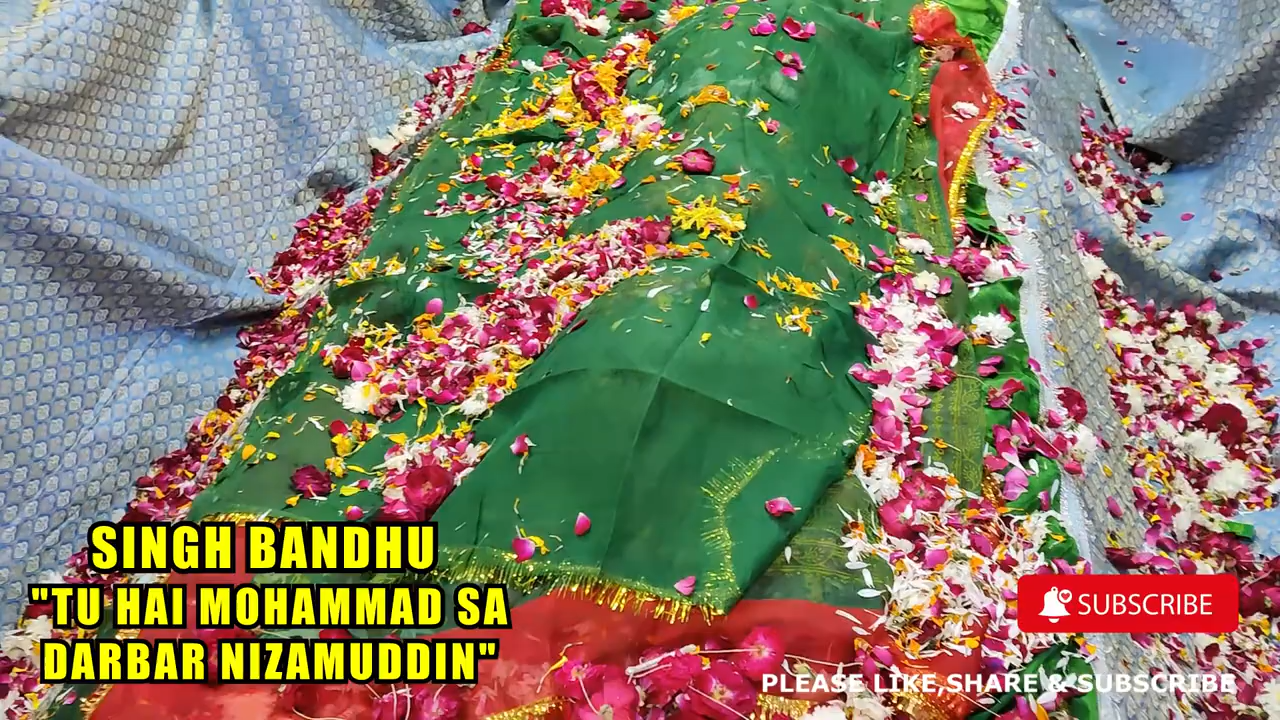 SINGH BANDHU
"TU HAI MOHAMMAD SA
DARBAR NIZAMUDDIN"
SUBSCRIBE
PLEASE LIKE,SHARE & SUBSCRIBE